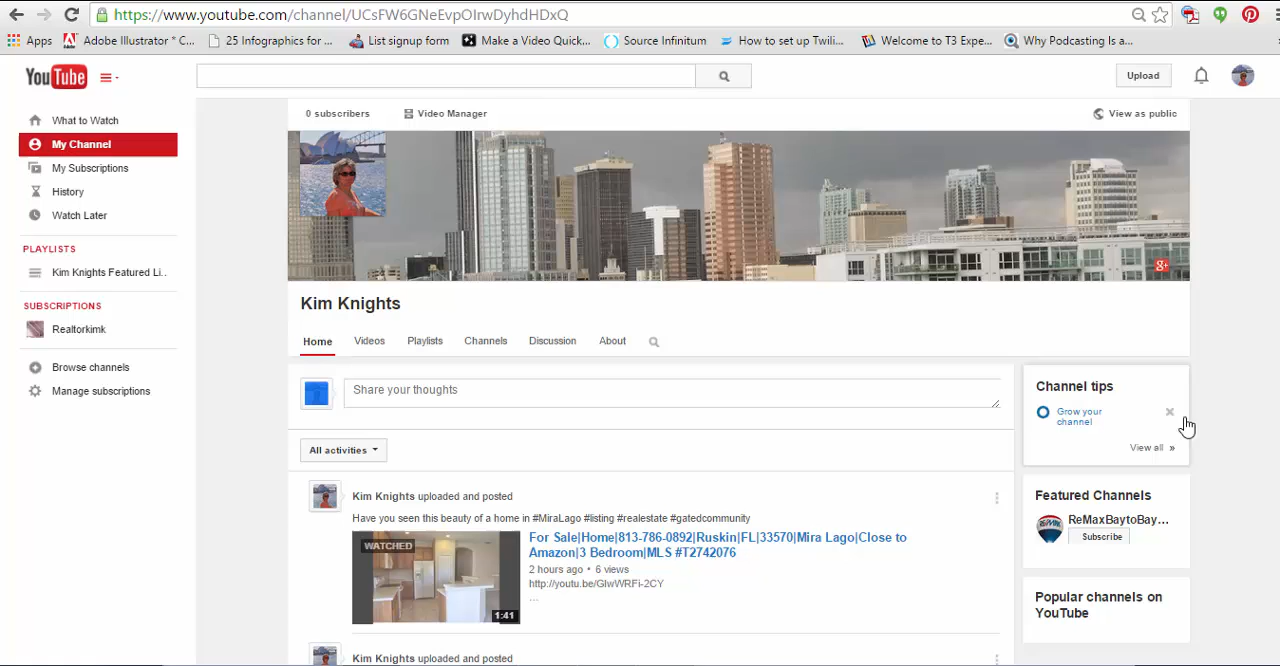 https://www.youtube.com/channel/UCsFW6GNeEvpOIrwDyhdHDxQ
Apps Adobe Illustrator * C... 25 Infographics for ... List signup form Make a Video Quick... Source Infinitum How to set up Twili... Welcome to T3 Expe... Why Podcasting Is a...
YouTube Upload
What to Watch
My Channel
My Subscriptions
History
Watch Later
PLAYLISTS
Kim Knights Featured Li..
SUBSCRIPTIONS
Realtorkimk
Browse channels
Manage subscriptions
0 subscribers Video Manager View as public
g+
Kim Knights
Home Videos Playlists Channels Discussion About
Share your thoughts
All activities
Kim Knights uploaded and posted
Have you seen this beauty of a home in #MiraLago #listing #realestate #gatedcommunity
WATCHED
1:41
For Sale|Home|813-786-0892|Ruskin|FL|33570|Mira Lago|Close to
Amazon|3 Bedroom|MLS #T2742076
2 hours ago • 6 views
http://youtu.be/GIwWRFi-2CY
...
Kim Knights uploaded and posted
Channel tips
Grow your
channel
View all »
Featured Channels
RE/MAX
ReMaxBaytoBay...
Subscribe
Popular channels on
YouTube